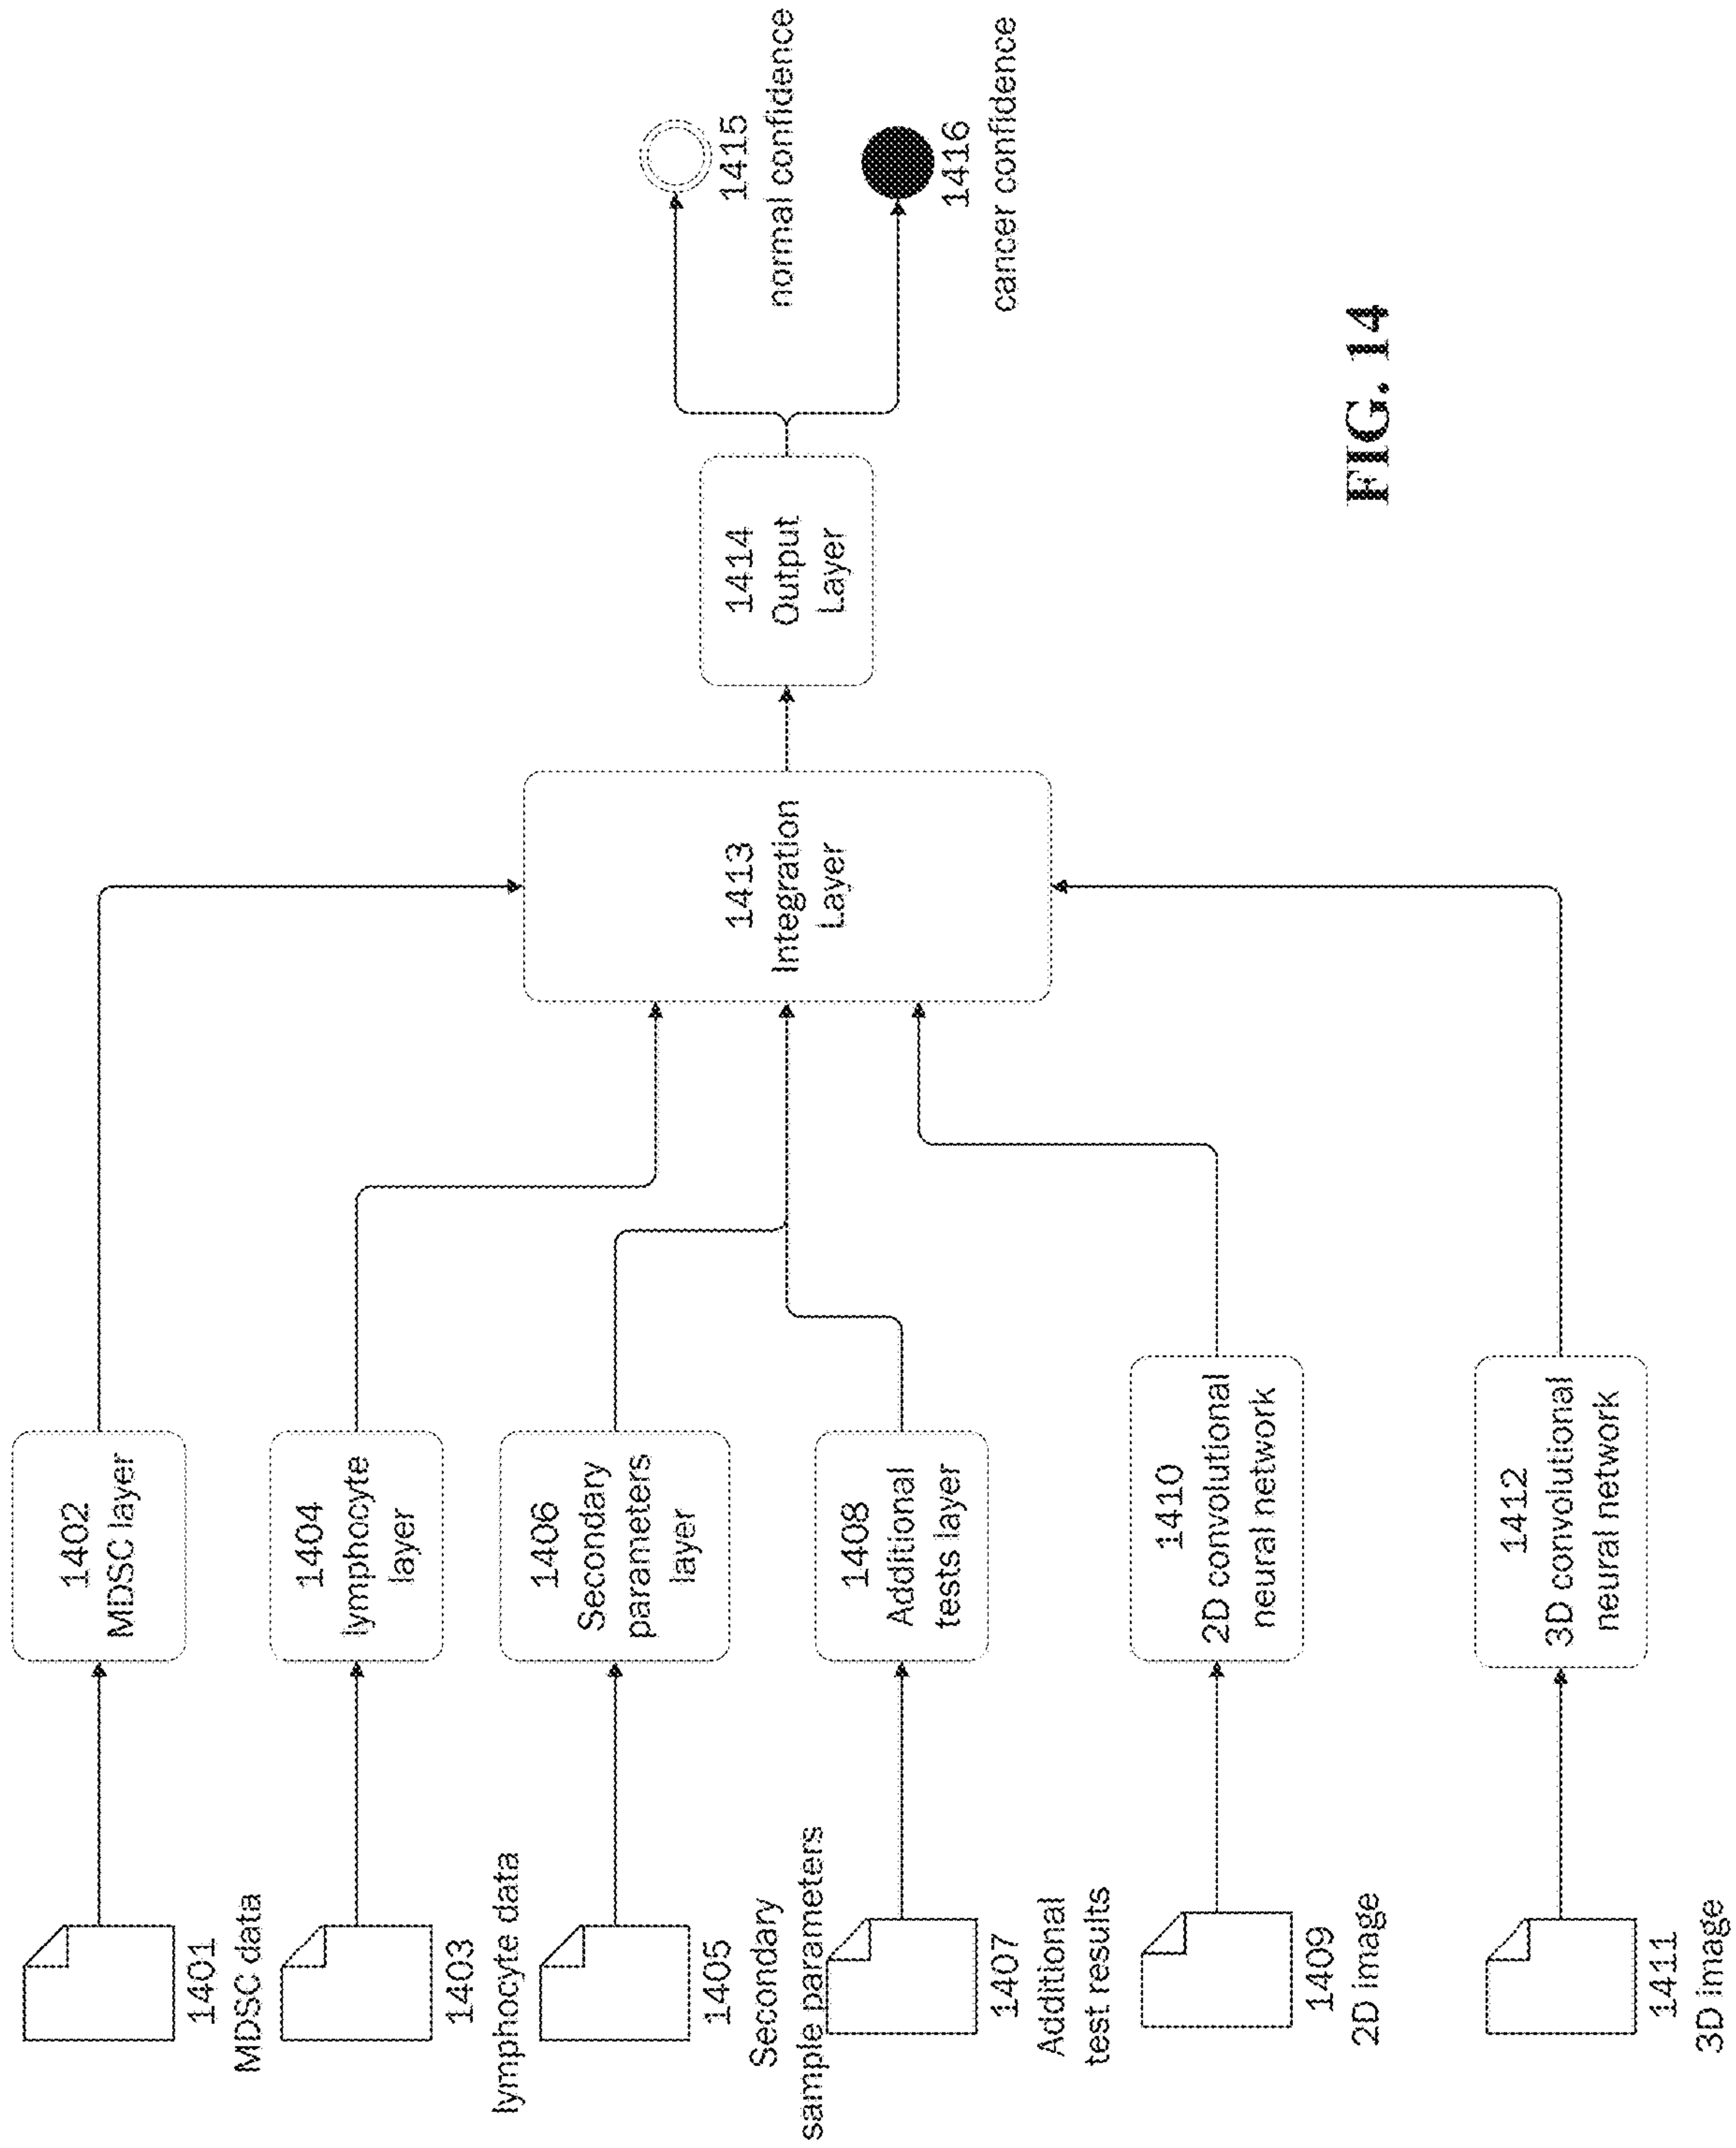 1401
MDSC data
1402
MDSC layer
1403
lymphocyte data
1404
lymphocyte
layer
1405
Secondary
sample parameters
1406
Secondary
parameters
layer
1407
Additional
test results
1408
Additional
tests layer
1409
2D image
1410
2D convolutional
neural network
1411
3D image
1412
3D convolutional
neural network
1413
Integration
Layer
1414
Output
Layer
1415
normal confidence
1416
cancer confidence
FIG. 14